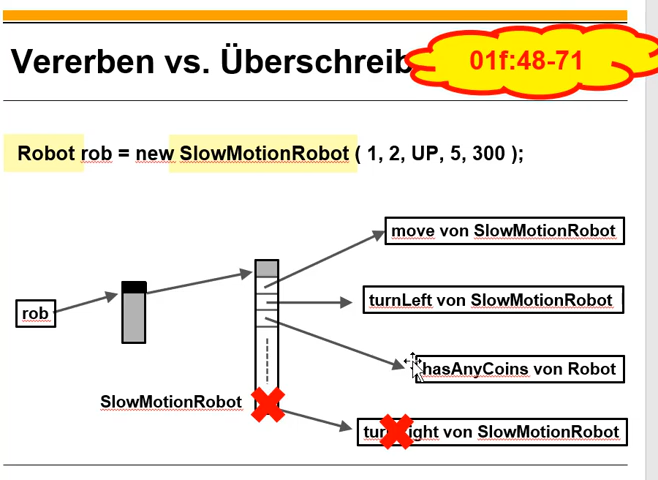 Vererben vs. Überschreib
01f:48-71
Robot rob = new SlowMotionRobot ( 1, 2, UP, 5, 300 );
move von SlowMotionRobot
turnLeft von SlowMotionRobot
rob
hasAnyCoins von Robot
SlowMotionRobot
von SlowMotionRobot